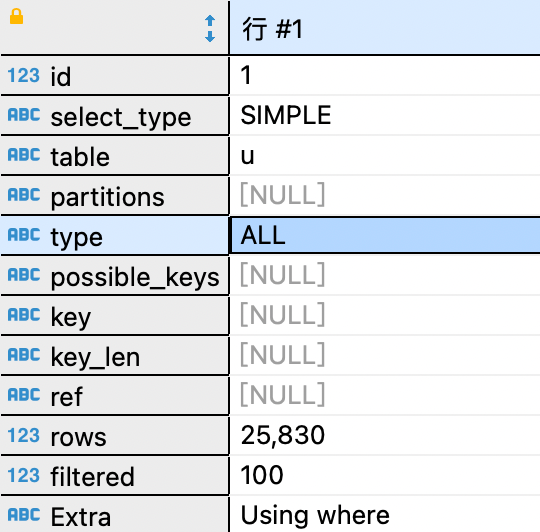 行 #1
123 id 1
ABC select_type SIMPLE
ABC table u
ABC partitions [NULL]
ABC type ALL
ABC possible_keys [NULL]
ABC key [NULL]
ABC key_len [NULL]
ABC ref [NULL]
123 rows 25,830
123 filtered 100
ABC Extra Using where